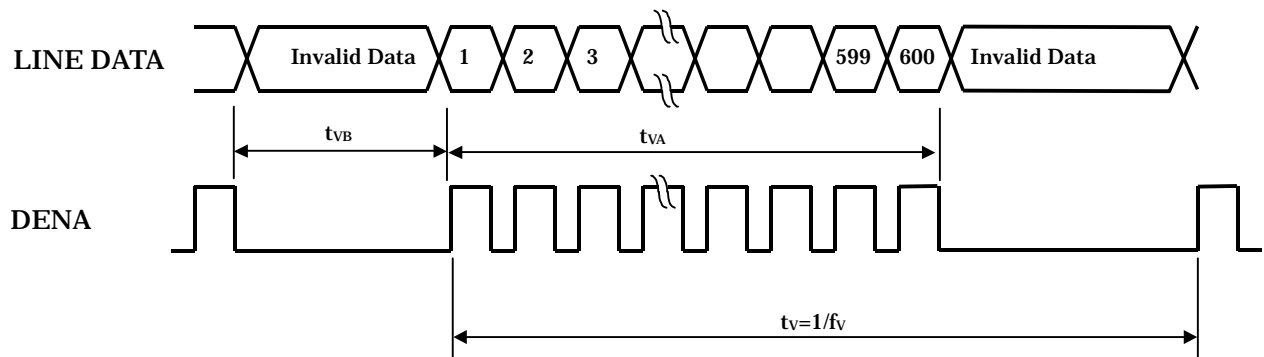 LINE DATA Invalid Data 1 2 3 599 600 Invalid Data
tVB tVA
DENA
tV=1/fV